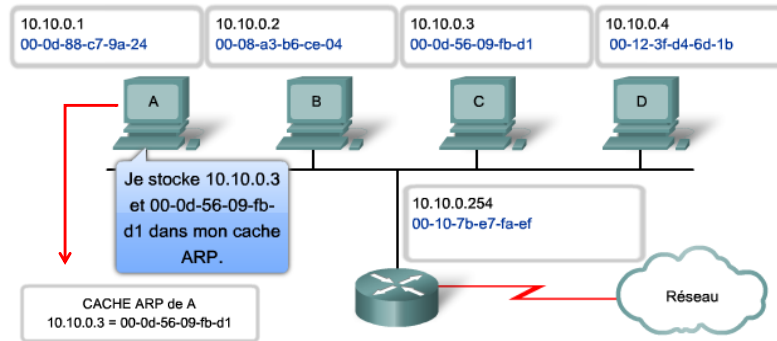 10.10.0.1
00-0d-88-c7-9a-24
10.10.0.2
00-08-a3-b6-ce-04
10.10.0.3
00-0d-56-09-fb-d1
10.10.0.4
00-12-3f-d4-6d-1b
A
B
C
D
Je stocke 10.10.0.3
et 00-0d-56-09-fb-
d1 dans mon cache
ARP.
10.10.0.254
00-10-7b-e7-fa-ef
CACHE ARP de A
10.10.0.3 = 00-0d-56-09-fb-d1
Réseau